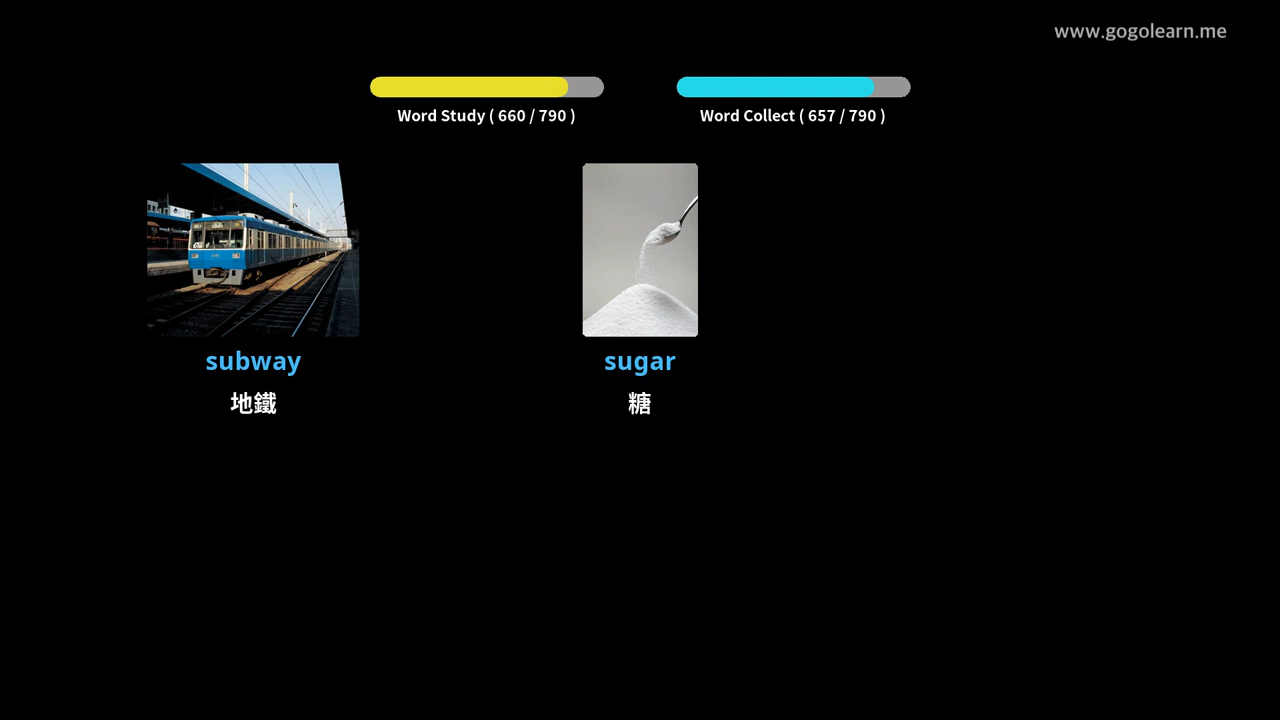 www.gogolearn.me
Word Study ( 660 / 790 )
Word Collect ( 657 / 790 )
subway
地鐵
sugar
糖